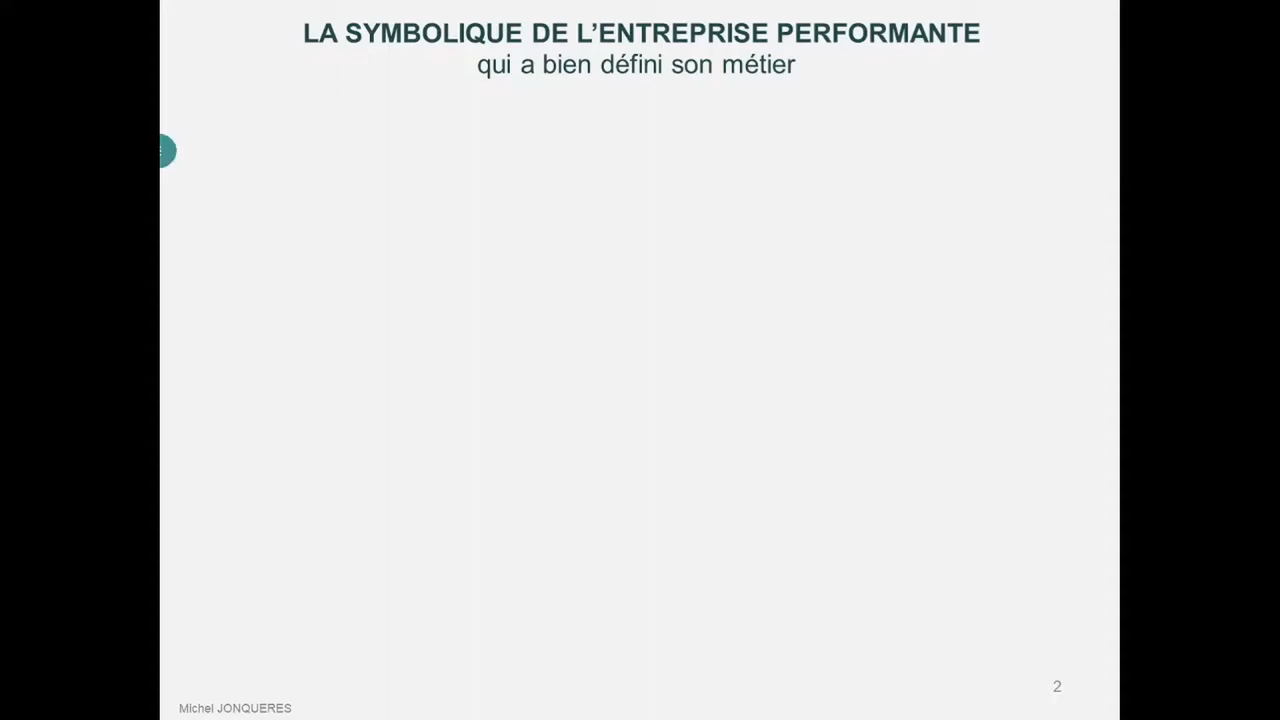 LA SYMBOLIQUE DE L’ENTREPRISE PERFORMANTE
qui a bien défini son métier
2
Michel JONQUERES